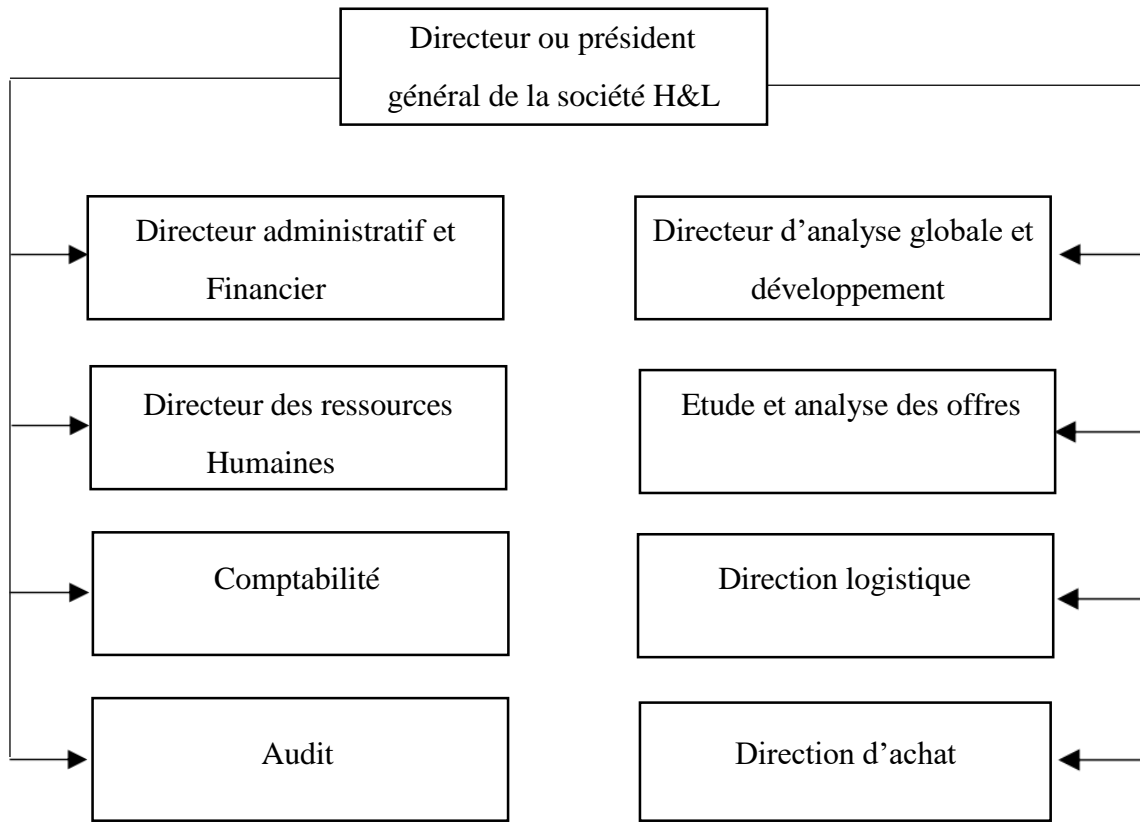 Directeur ou président
général de la société H&L
Directeur administratif et
Financier
Directeur d’analyse globale et
développement
Directeur des ressources
Humaines
Etude et analyse des offres
Comptabilité
Direction logistique
Audit
Direction d’achat